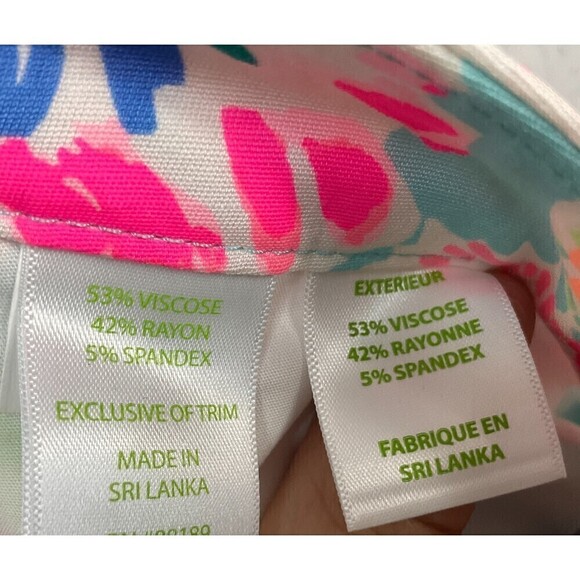 53% VISCOSE
42% RAYON
5% SPANDEX
EXCLUSIVE OF TRIM
MADE IN
SRI LANKA
EXTERIEUR
53% VISCOSE
42% RAYONNE
5% SPANDEX
FABRIQUE EN
SRI LANKA